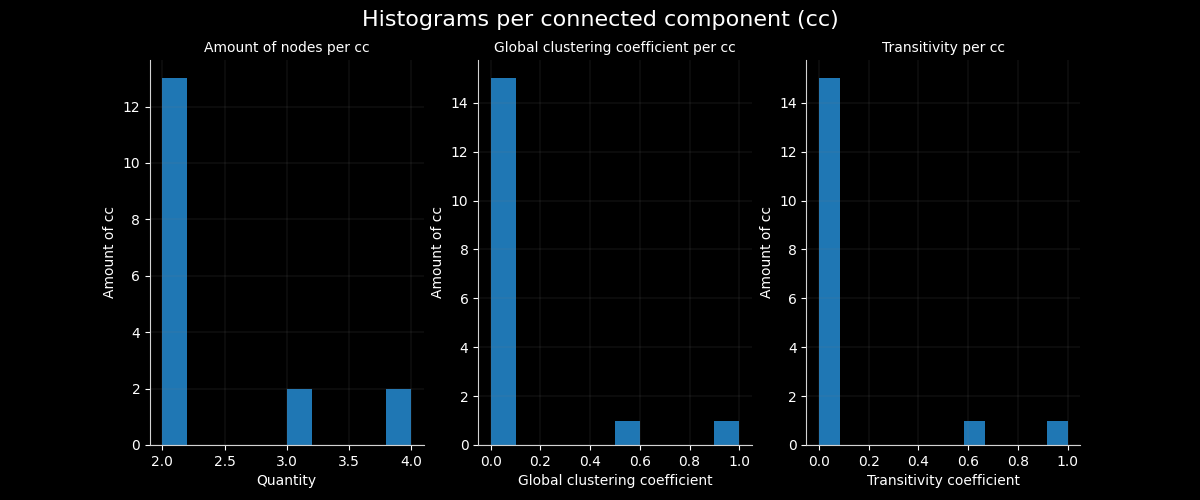 Histograms per connected component (cc)
Amount of nodes per cc
Global clustering coefficient per cc
Transitivity per cc
Amount of cc
12
10
8
6
4
2
0
2.0 2.5 3.0 3.5 4.0
Quantity
Amount of cc
14
12
10
8
6
4
2
0
0.0 0.2 0.4 0.6 0.8 1.0
Global clustering coefficient
Amount of cc
14
12
10
8
6
4
2
0
0.0 0.2 0.4 0.6 0.8 1.0
Transitivity coefficient